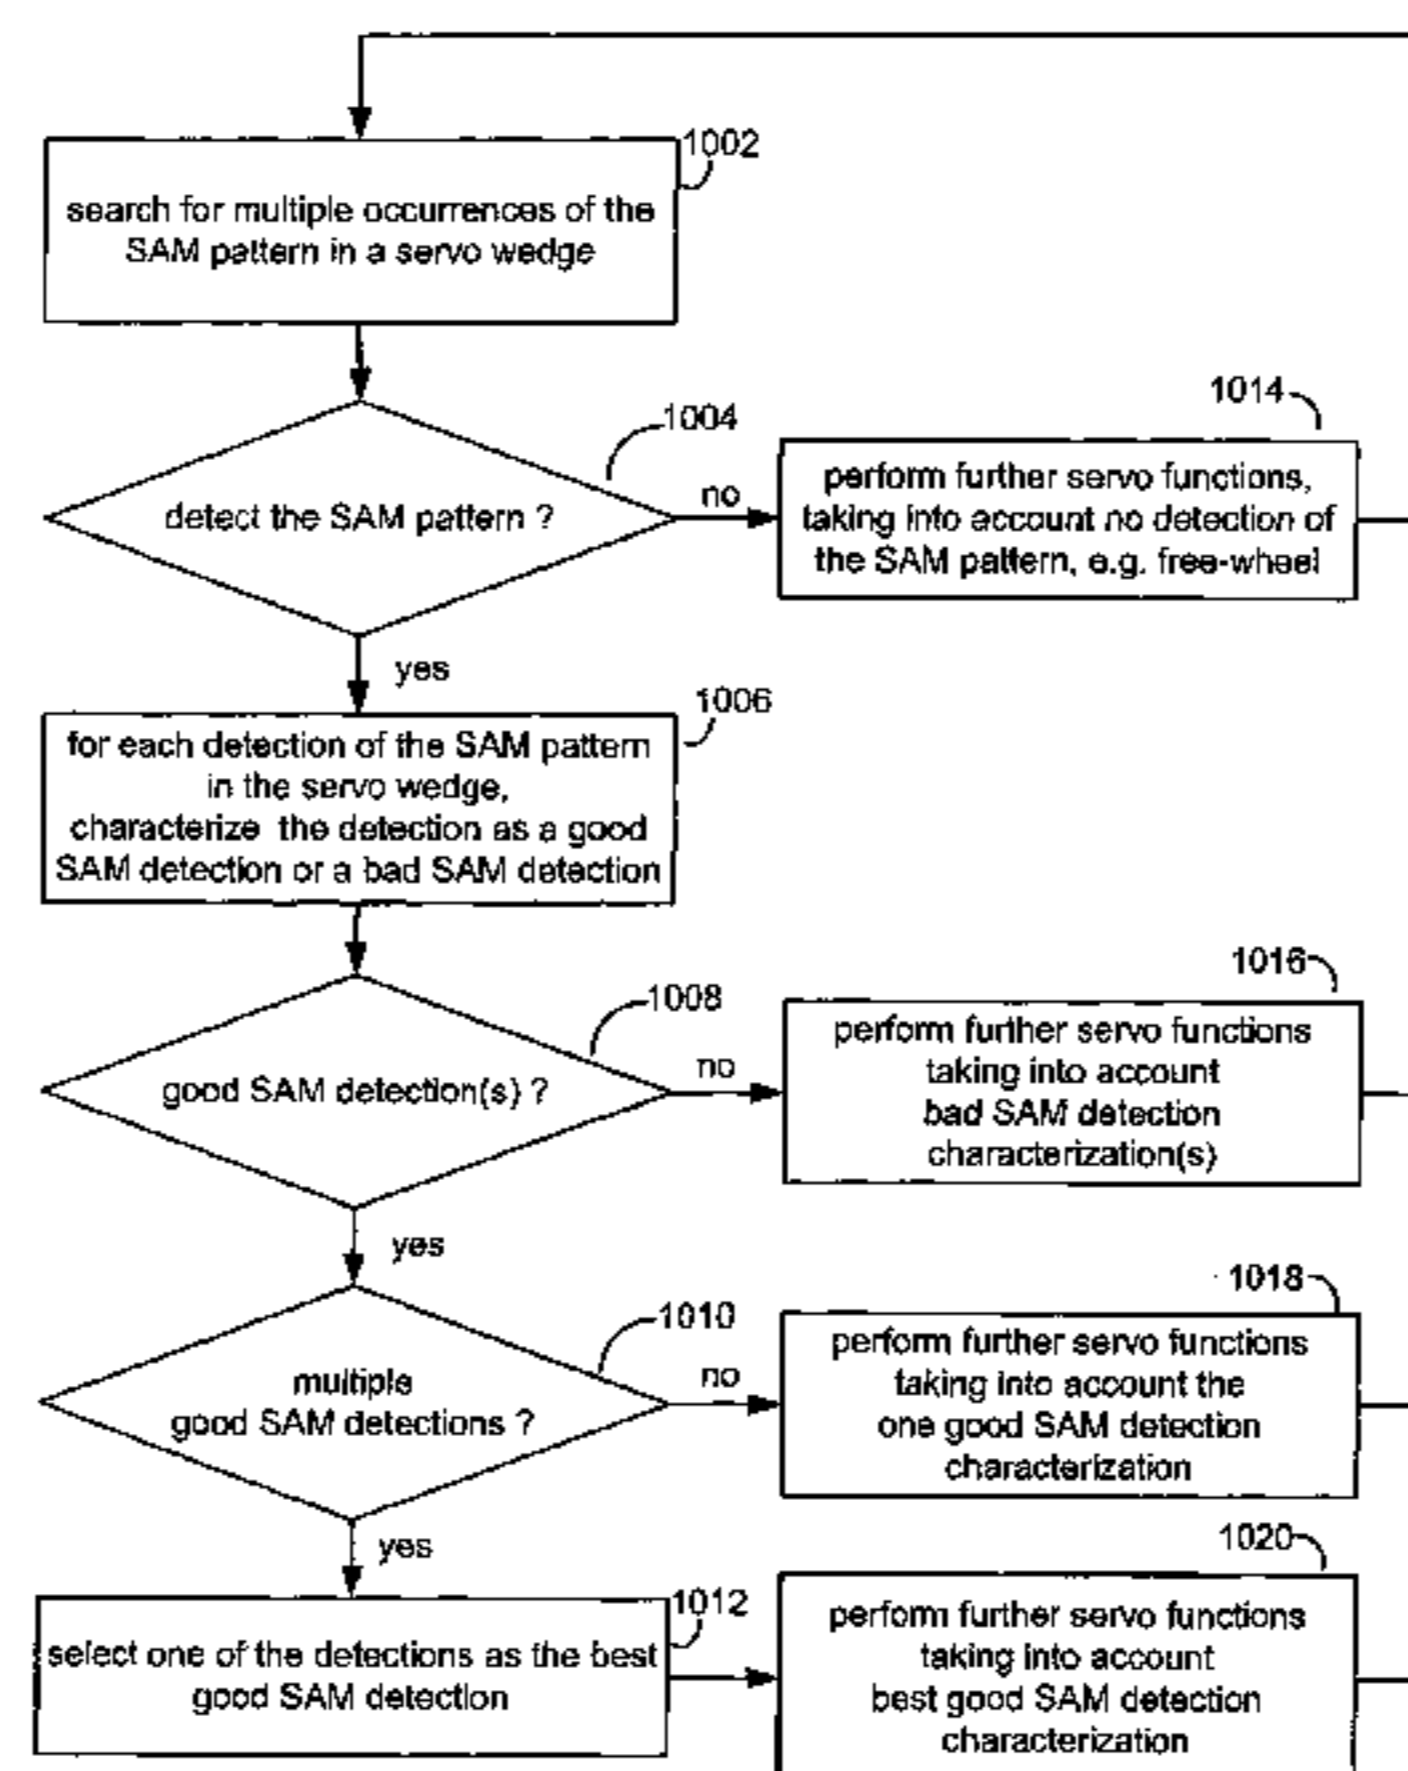 1002
search for multiple occurrences of the
SAM pattern in a servo wedge
1004
detect the SAM pattern ?
no
1014
perform further servo functions,
taking into account no detection of
the SAM pattern, e.g. free-wheel
yes
1006
for each detection of the SAM pattern
in the servo wedge,
characterize the detection as a good
SAM detection or a bad SAM detection
1008
good SAM detection(s) ?
no
1016
perform further servo functions
taking into account
bad SAM detection
characterization(s)
yes
1010
multiple
good SAM detections ?
no
1018
perform further servo functions
taking into account the
one good SAM detection
characterization
yes
1012
select one of the detections as the best
good SAM detection
1020
perform further servo functions
taking into account
best good SAM detection
characterization